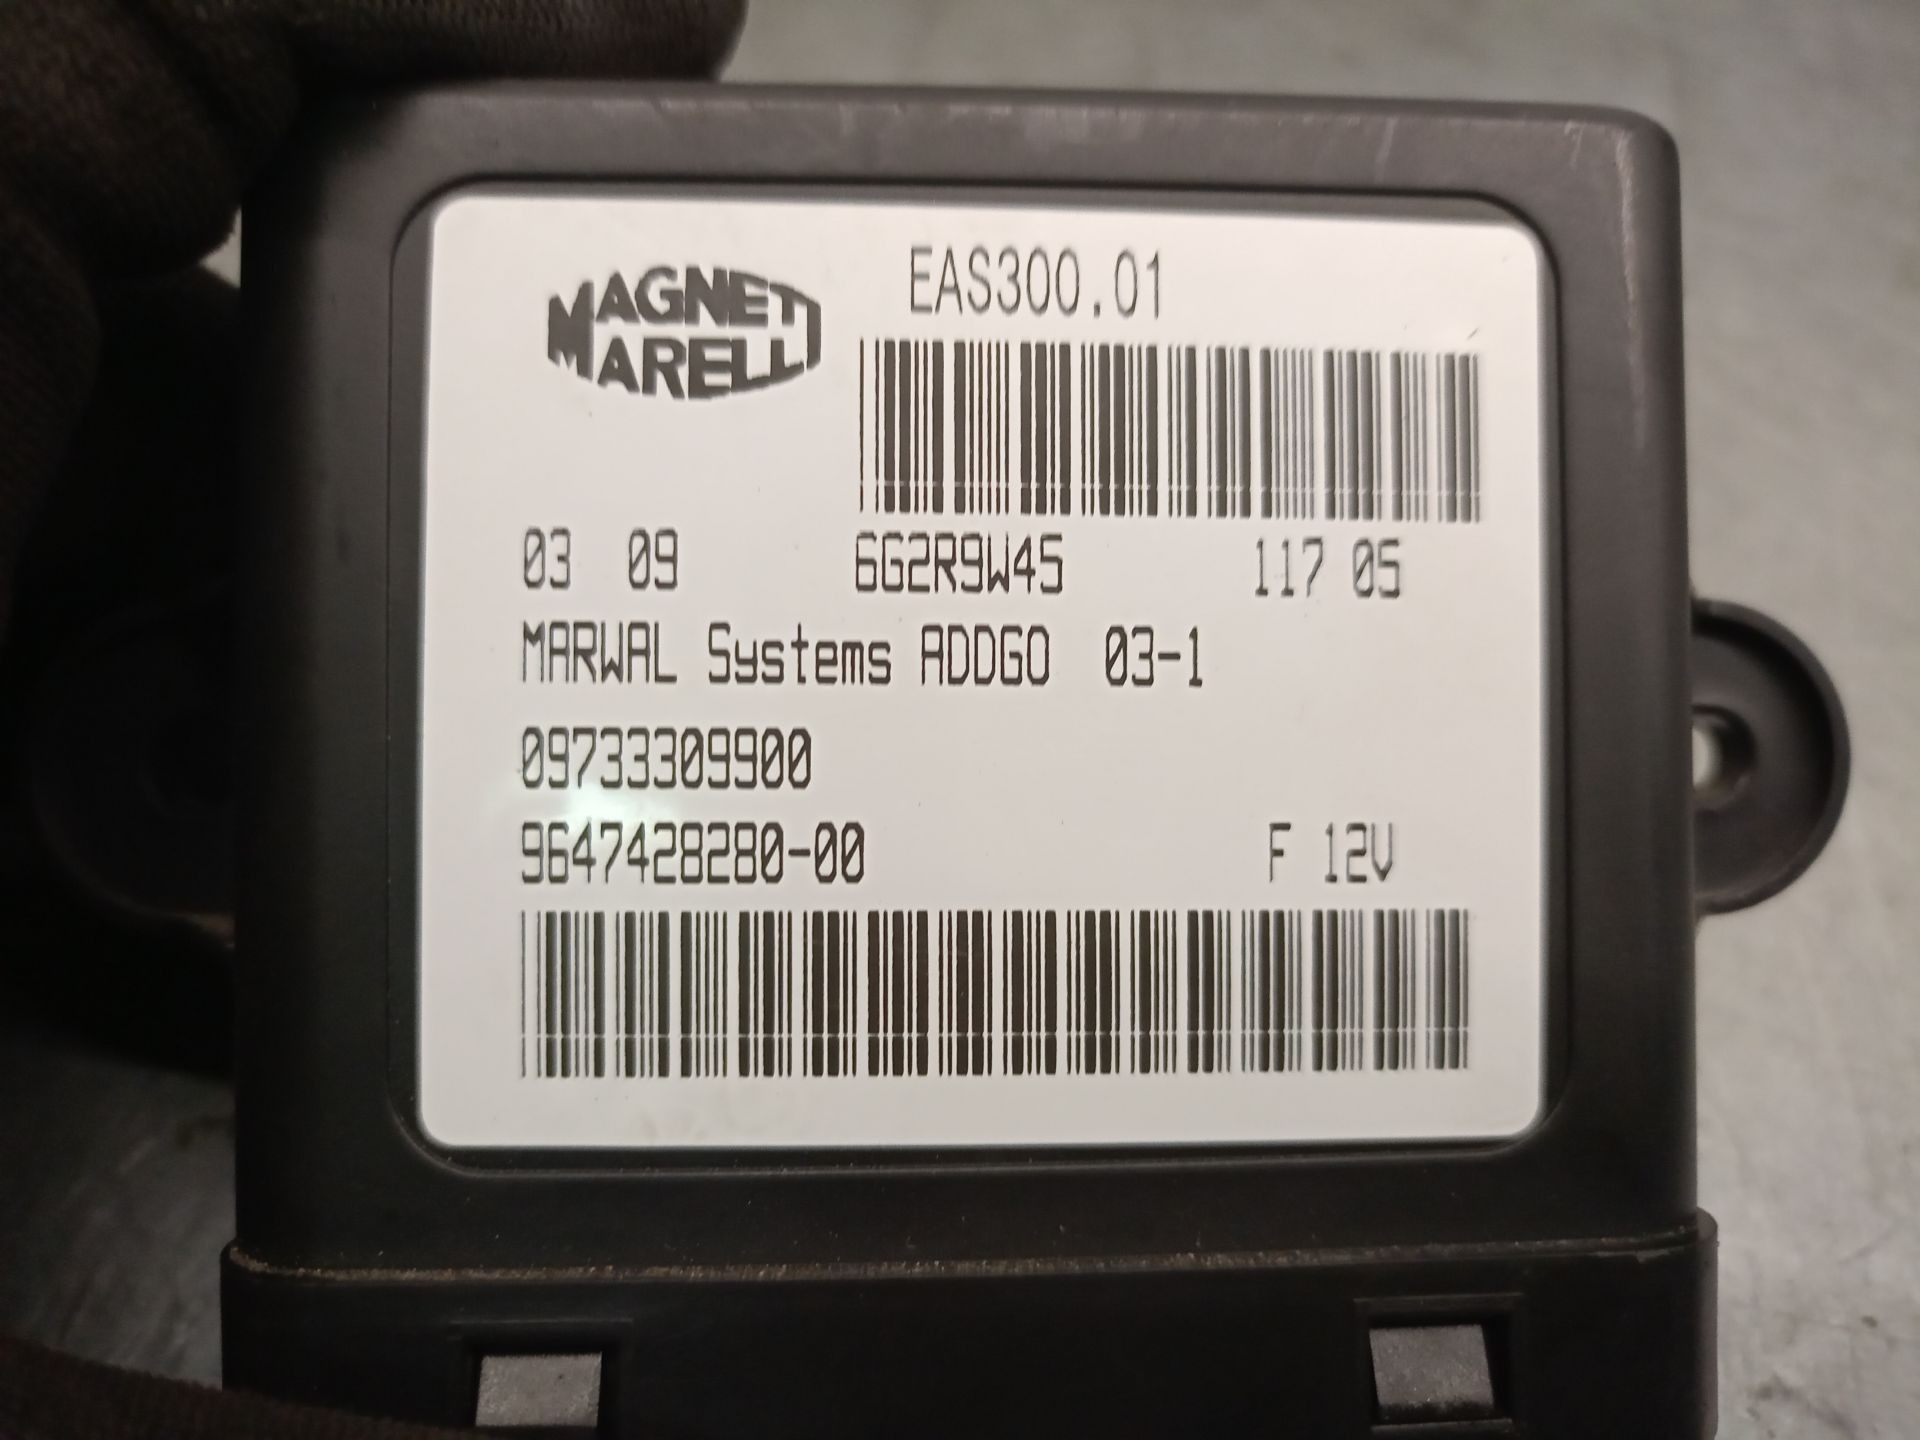 MAGNETI
MARELLI
EAS300.01
03 09 6G2R9W45 117 05
MARWAL Systems ADDGO 03-1
09733309900
9647428280-00 F 12V